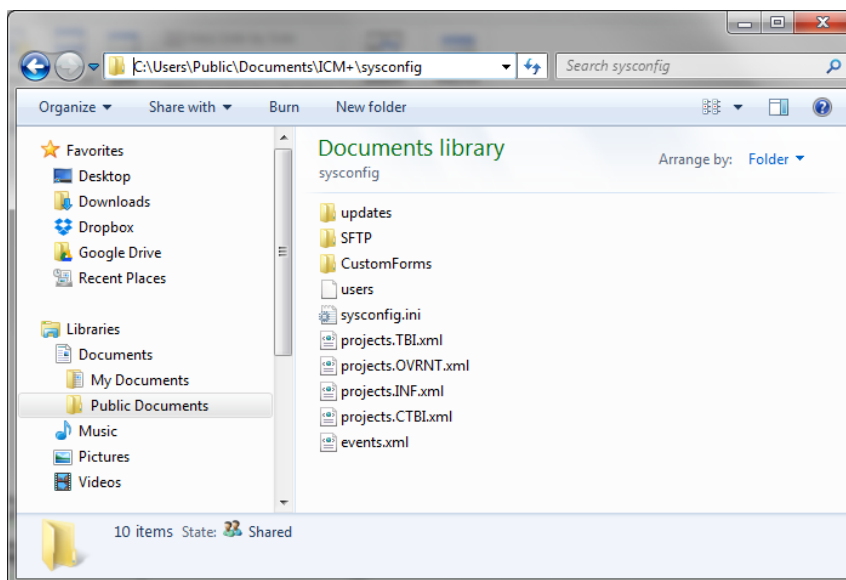 C:\Users\Public\Documents\ICM+\sysconfig
Search sysconfig
Organize Share with Burn New folder
Favorites
Desktop
Downloads
Dropbox
Google Drive
Recent Places
Libraries
Documents
My Documents
Public Documents
Music
Pictures
Videos
Documents library
sysconfig
Arrange by: Folder
updates
SFTP
CustomForms
users
sysconfig.ini
projects.TBI.xml
projects.OVRNT.xml
projects.INF.xml
projects.CTBI.xml
events.xml
10 items State: Shared